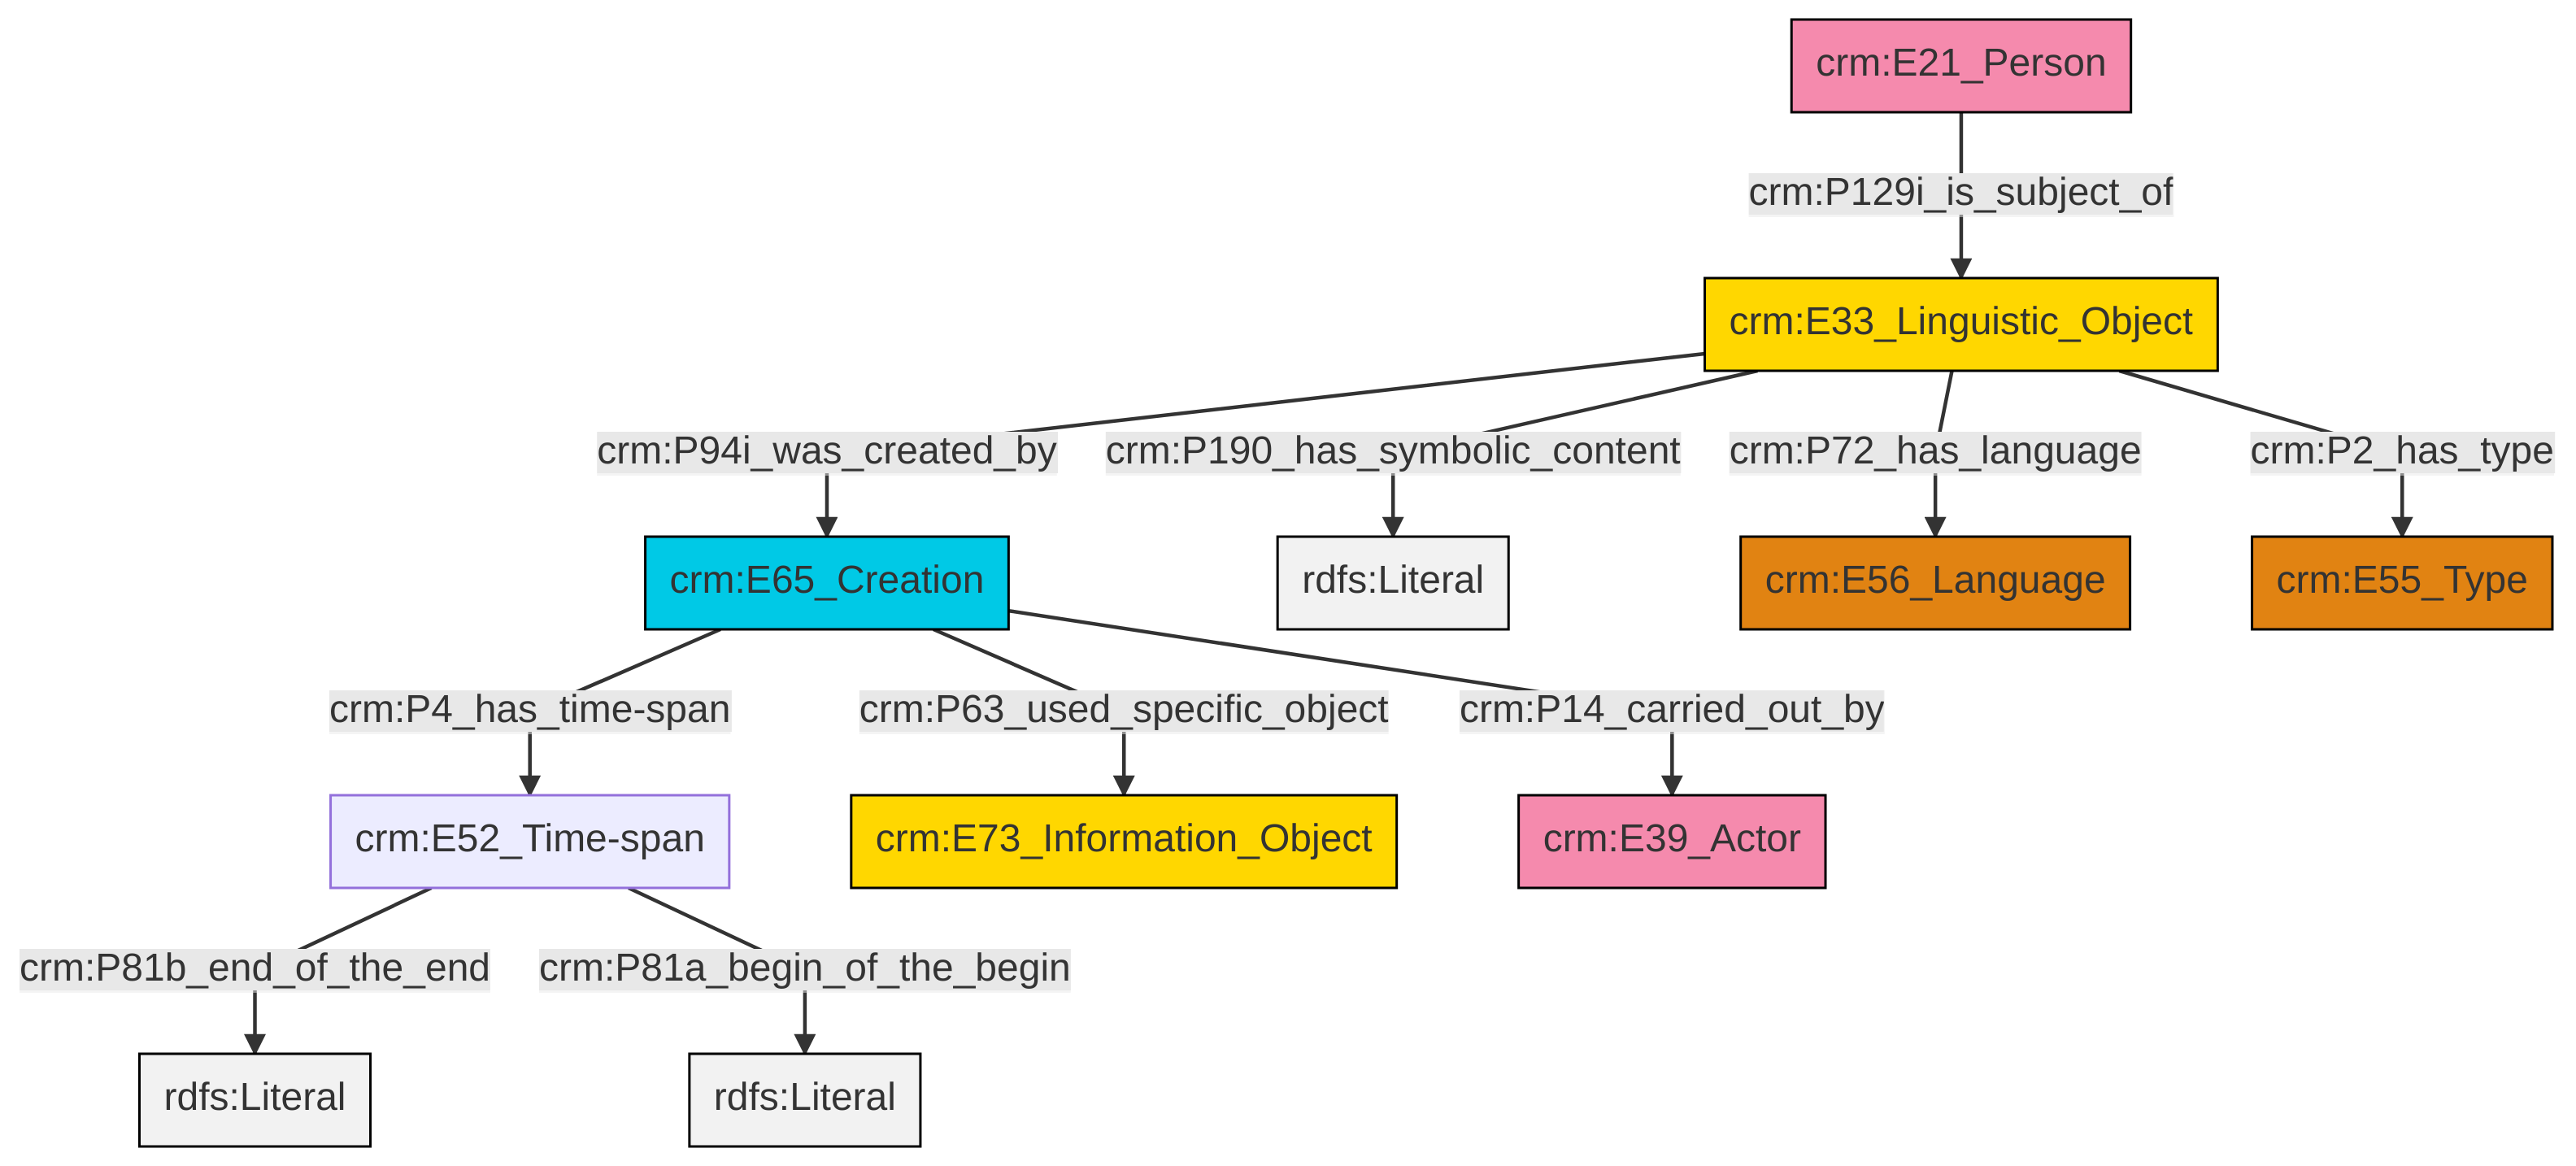 crm:E21_Person
crm:P129i_is_subject_of
crm:E33_Linguistic_Object
crm:P94i_was_created_by
crm:P190_has_symbolic_content
crm:P72_has_language
crm:P2_has_type
crm:E65_Creation
rdfs:Literal
crm:E56_Language
crm:E55_Type
crm:P4_has_time-span
crm:P63_used_specific_object
crm:P14_carried_out_by
crm:E52_Time-span
crm:E73_Information_Object
crm:E39_Actor
crm:P81b_end_of_the_end
crm:P81a_begin_of_the_begin
rdfs:Literal
rdfs:Literal